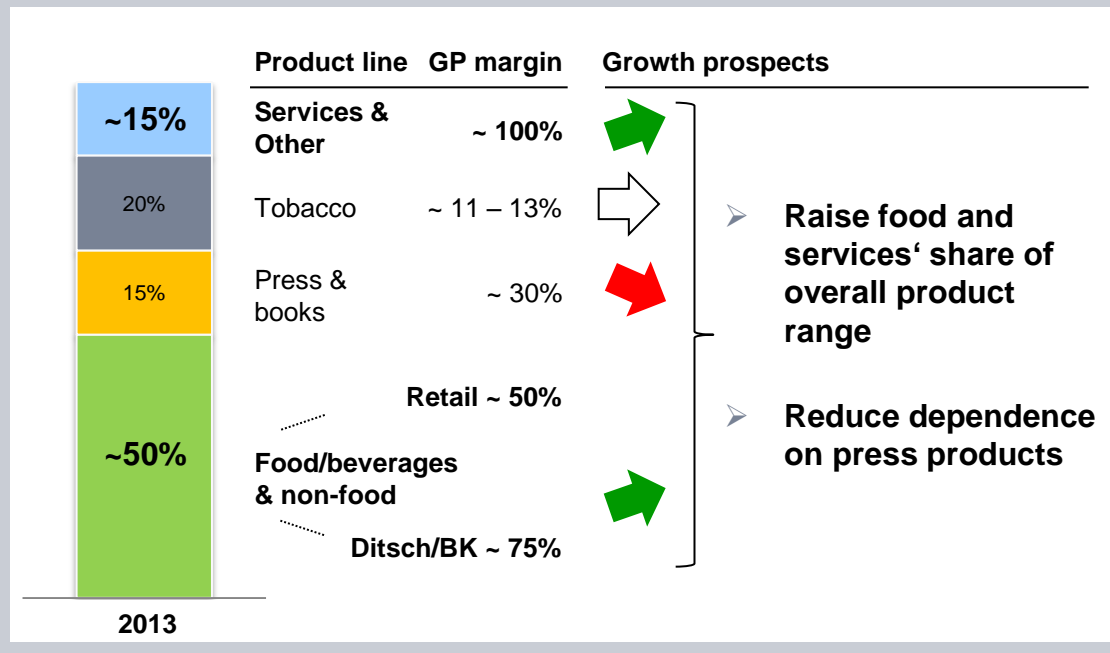 Product line GP margin Growth prospects
~15%
Services &
Other
~ 100%
20%
Tobacco
~ 11 – 13%
15%
Press &
books
~ 30%
Retail ~ 50%
~50%
Food/beverages
& non-food
Ditsch/BK ~ 75%
2013
➢ Raise food and
services‘ share of
overall product
range
➢ Reduce dependence
on press products